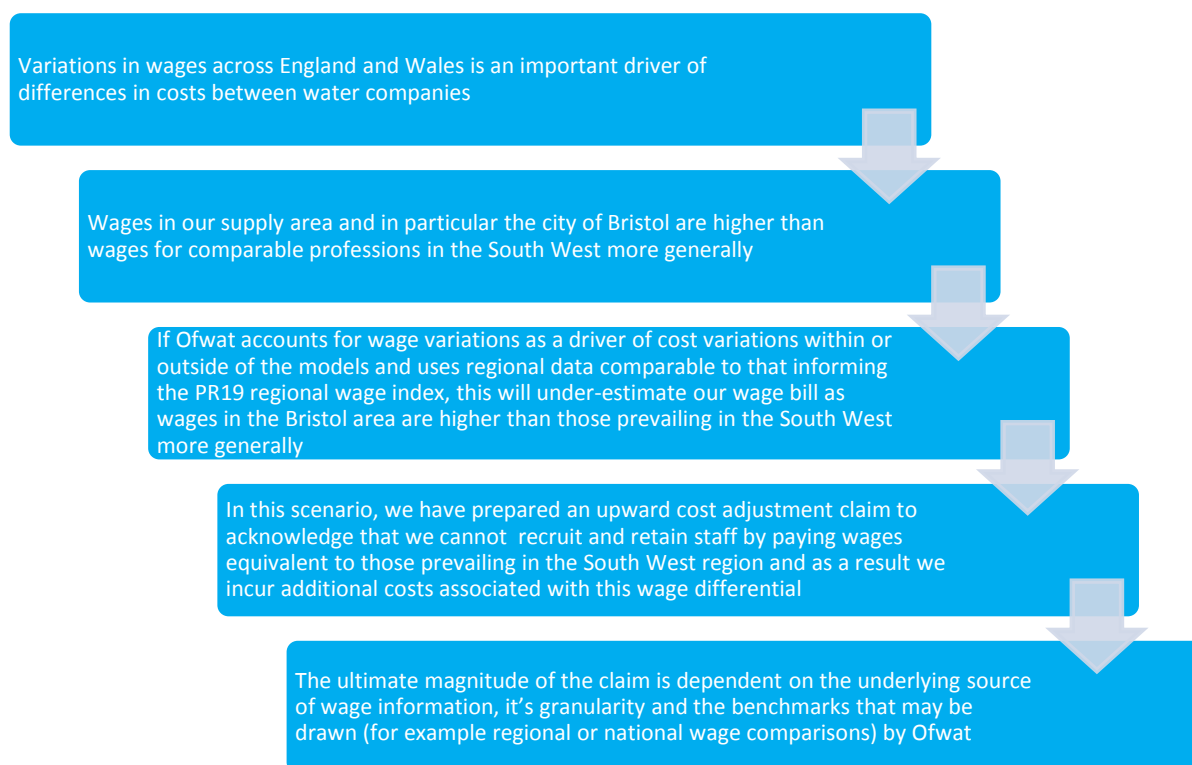 Variations in wages across England and Wales is an important driver of
differences in costs between water companies
Wages in our supply area and in particular the city of Bristol are higher than
wages for comparable professions in the South West more generally
If Ofwat accounts for wage variations as a driver of cost variations within or
outside of the models and uses regional data comparable to that informing
the PR19 regional wage index, this will under-estimate our wage bill as
wages in the Bristol area are higher than those prevailing in the South West
more generally
In this scenario, we have prepared an upward cost adjustment claim to
acknowledge that we cannot  recruit and retain staff by paying wages
equivalent to those prevailing in the South West region and as a result we
incur additional costs associated with this wage differential
The ultimate magnitude of the claim is dependent on the underlying source
of wage information, it's granularity and the benchmarks that may be
drawn (for example regional or national wage comparisons) by Ofwat